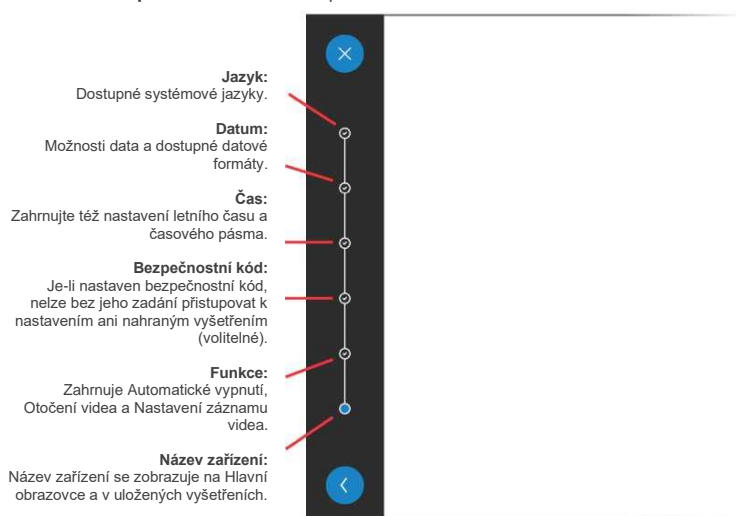 Jazyk:
Dostupné systémové jazyky.
Datum:
Možnosti data a dostupné datové
formáty.
Čas:
Zahrnujte též nastavení letního času a
časového pásma.
Bezpečnostní kód:
Je-li nastaven bezpečnostní kód,
nelze bez jeho zadání přistupovat k
nastavením ani nahraným vyšetřením
(volitelné).
Funkce:
Zahrnuje Automatické vypnutí,
Otočení videa a Nastavení záznamu
videa.
Název zařízení:
Název zařízení se zobrazuje na Hlavní
obrazovce a v uložených vyšetřeních.